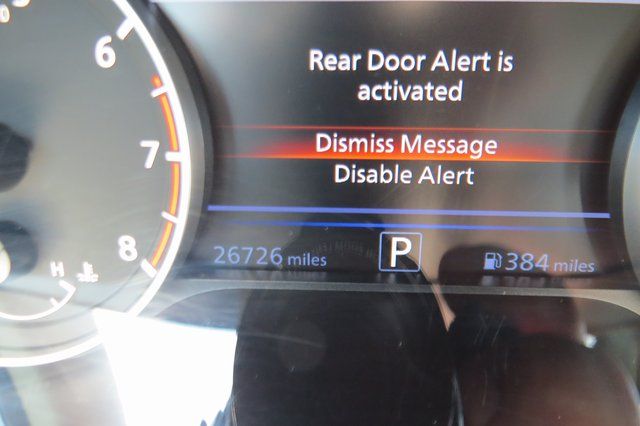 6
7
8
H
Rear Door Alert is
activated
Dismiss Message
Disable Alert
26726 miles
P
384 miles